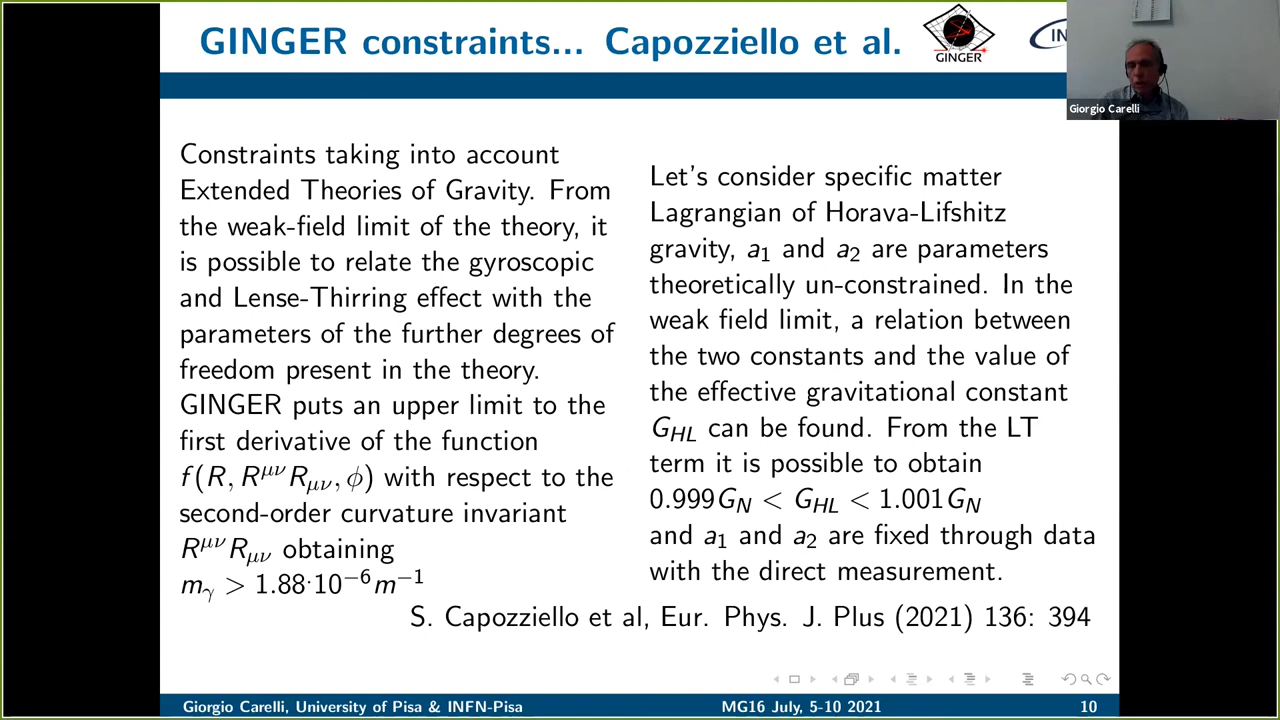 GINGER constraints... Capozziello et al.
GINGER
IN
Giorgio Carelli
Constraints taking into account
Extended Theories of Gravity. From
the weak-field limit of the theory, it
is possible to relate the gyroscopic
and Lense-Thirring effect with the
parameters of the further degrees of
freedom present in the theory.
GINGER puts an upper limit to the
first derivative of the function
f(R, R^{μν}R_{μν}, ϕ) with respect to the
second-order curvature invariant
R^{μν}R_{μν} obtaining
m_γ > 1.88·10⁻⁶m⁻¹
Let's consider specific matter
Lagrangian of Horava-Lifshitz
gravity, a₁ and a₂ are parameters
theoretically un-constrained. In the
weak field limit, a relation between
the two constants and the value of
the effective gravitational constant
G_{HL} can be found. From the LT
term it is possible to obtain
0.999G_N < G_{HL} < 1.001G_N
and a₁ and a₂ are fixed through data
with the direct measurement.
S. Capozziello et al, Eur. Phys. J. Plus (2021) 136: 394
Giorgio Carelli, University of Pisa & INFN-Pisa
MG16 July, 5-10 2021
10